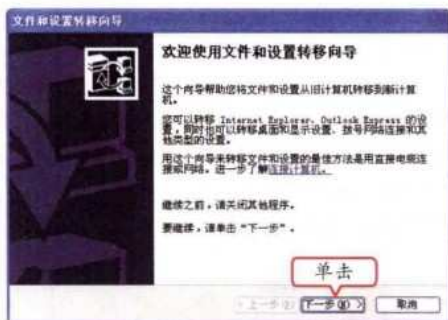 文件和设置转移向导
欢迎使用文件和设置转移向导
这个向导帮助您将文件和设置从旧计算机转移到新计算
机。
您可以转移 Internet Explorer、Outlook Express 的设
置,同时也可以转移桌面和显示设置、拨号网络连接和其
他类型的设置。
用这个向导来转移文件和设置的最佳方法是用直接电缆连
接或网络。进一步了解连接计算机。
继续之前,请关闭其他程序。
要继续,请单击“下一步”。
单击
< 上一步(B) 下一步(N) > 取消